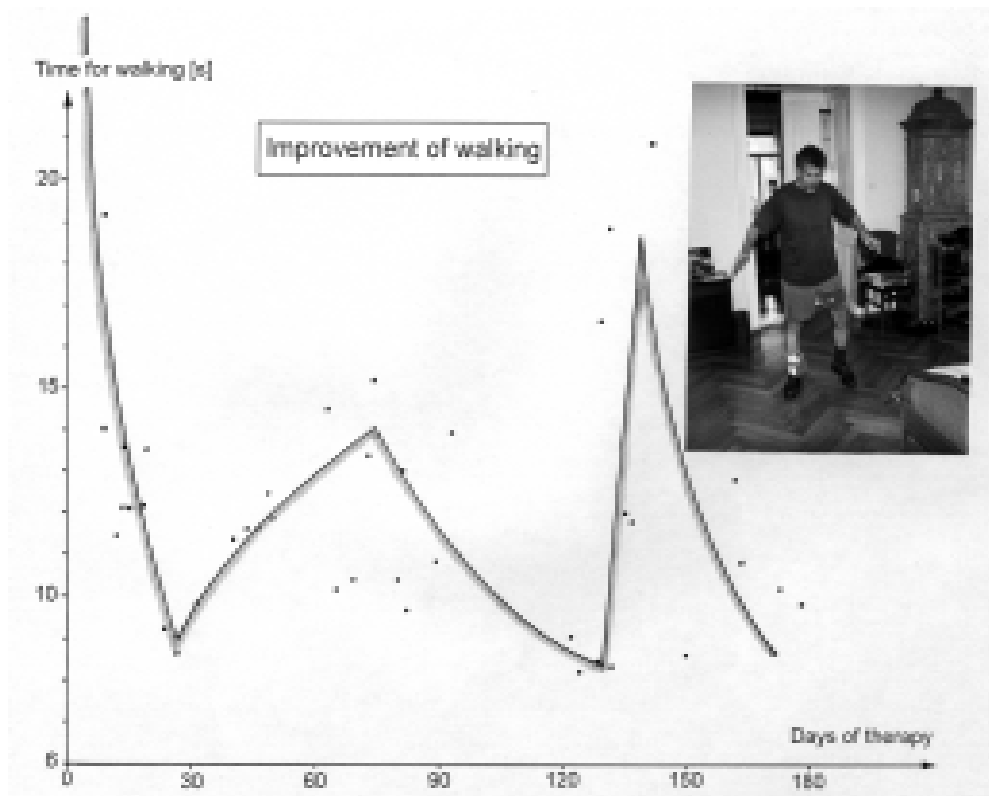 Time for walking [s]
Improvement of walking
20
15
10
6
Days of therapy
0 30 60 90 120 150 180